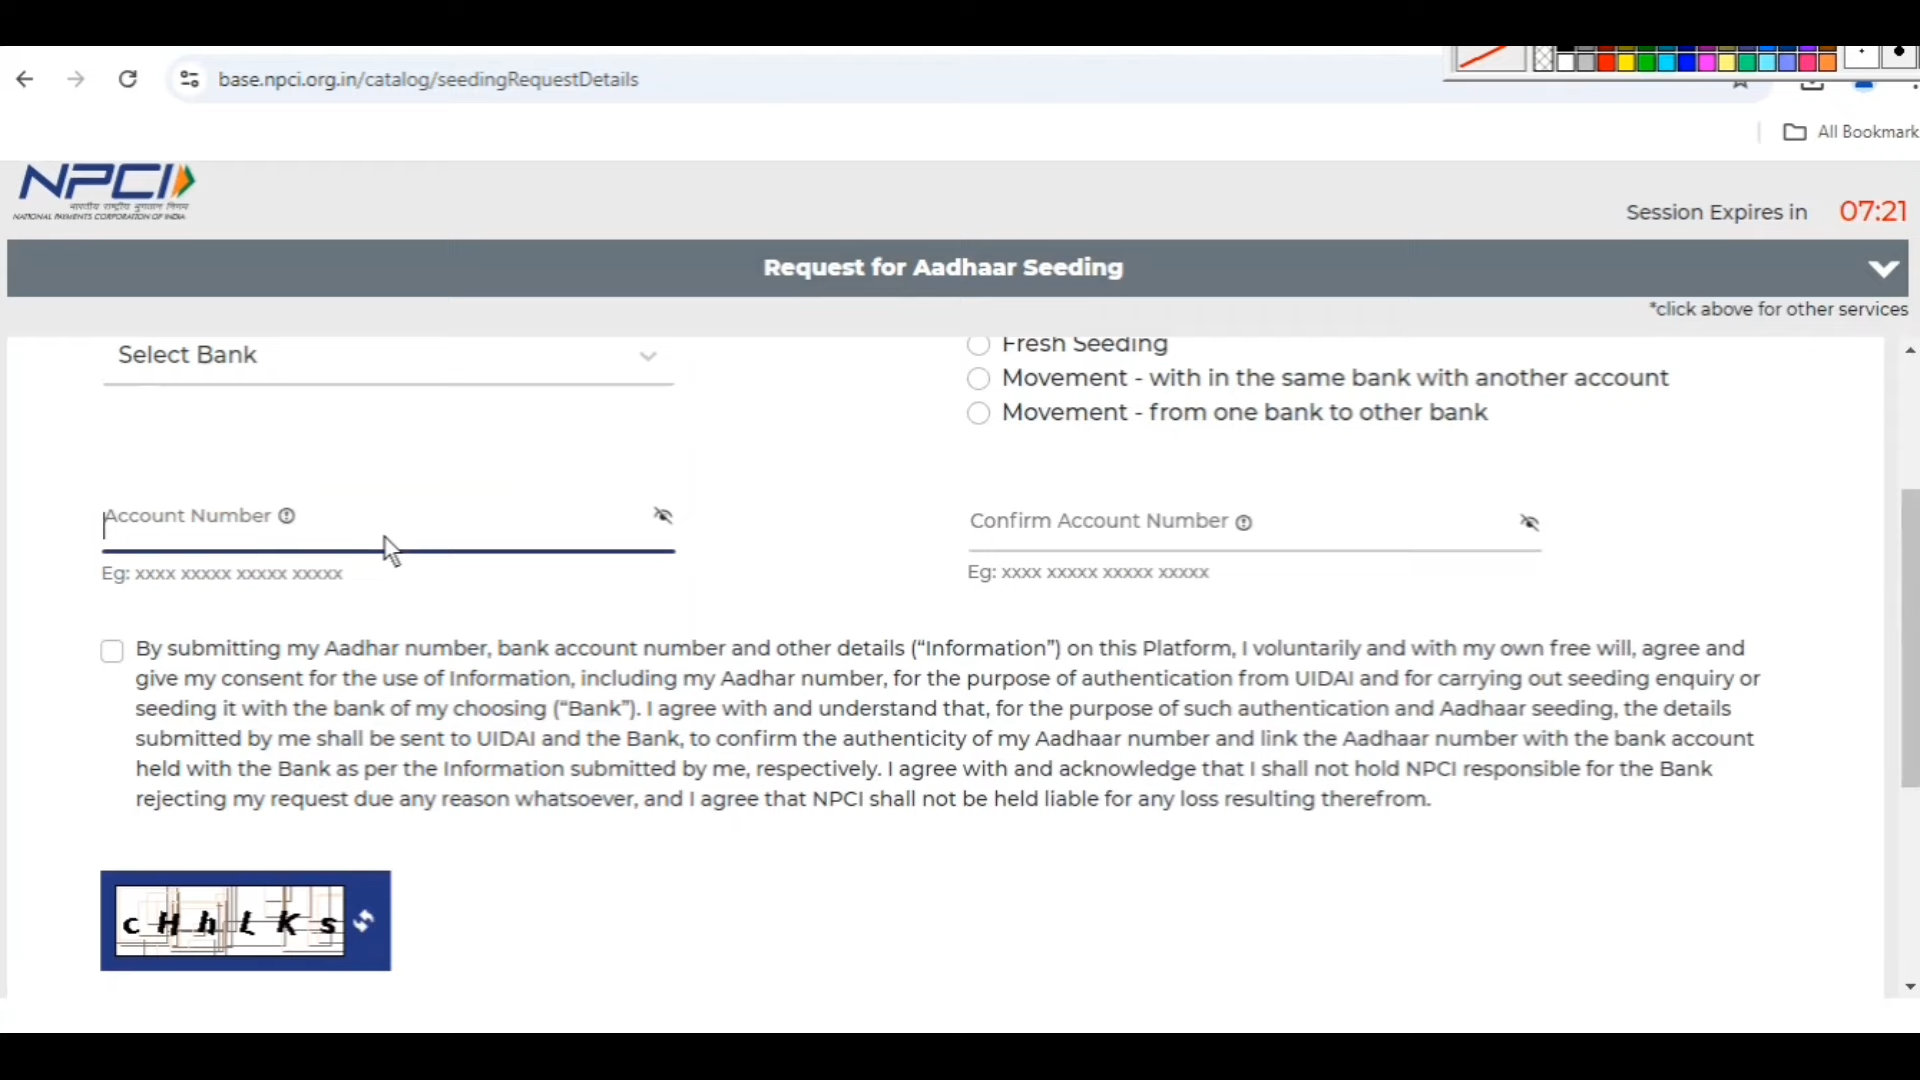 base.npci.org.in/catalog/seedingRequestDetails
All Bookmark
NPCI
भारतीय राष्ट्रीय भुगतान निगम
NATIONAL PAYMENTS CORPORATION OF INDIA
Session Expires in 07:21
Request for Aadhaar Seeding
*click above for other services
Select Bank
Fresh Seeding
Movement - with in the same bank with another account
Movement - from one bank to other bank
Account Number
Confirm Account Number
Eg: xxxx xxxxx xxxxx xxxxx
Eg: xxxx xxxxx xxxxx xxxxx
By submitting my Aadhar number, bank account number and other details (“Information”) on this Platform, I voluntarily and with my own free will, agree and
give my consent for the use of Information, including my Aadhar number, for the purpose of authentication from UIDAI and for carrying out seeding enquiry or
seeding it with the bank of my choosing (“Bank”). I agree with and understand that, for the purpose of such authentication and Aadhaar seeding, the details
submitted by me shall be sent to UIDAI and the Bank, to confirm the authenticity of my Aadhaar number and link the Aadhaar number with the bank account
held with the Bank as per the Information submitted by me, respectively. I agree with and acknowledge that I shall not hold NPCI responsible for the Bank
rejecting my request due any reason whatsoever, and I agree that NPCI shall not be held liable for any loss resulting therefrom.
c H h L K s